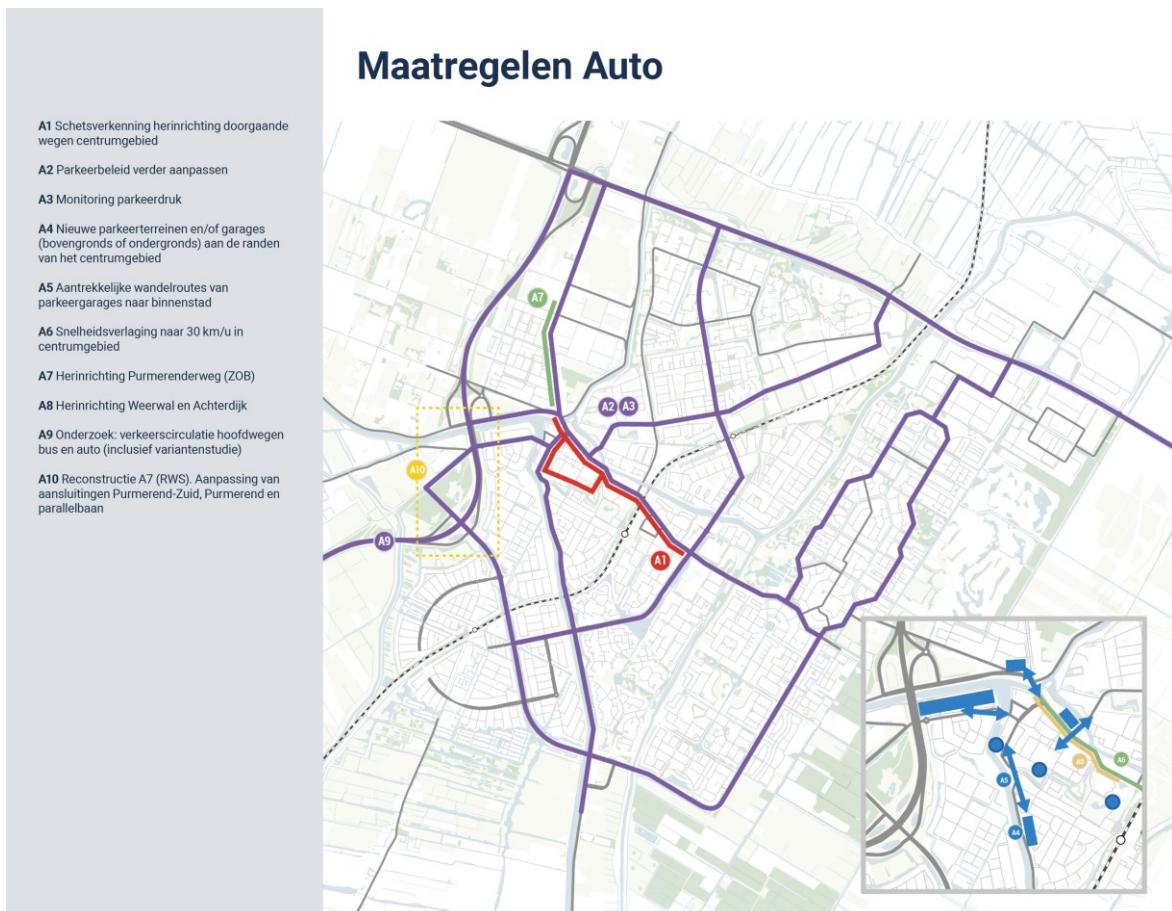 Maatregelen Auto
A1 Schetsverkenning herinrichting doorgaande
wegen centrumgebied
A2 Parkeerbeleid verder aanpassen
A3 Monitoring parkeerdruk
A4 Nieuwe parkeerterreinen en/of garages
(bovengronds of ondergronds) aan de randen
van het centrumgebied
A5 Aantrekkelijke wandelroutes van
parkeergarages naar binnenstad
A6 Snelheidsverlaging naar 30 km/u in
centrumgebied
A7 Herinrichting Purmerenderweg (ZOB)
A8 Herinrichting Weerwal en Achterdijk
A9 Onderzoek: verkeerscirculatie hoofdwegen
bus en auto (inclusief variantenstudie)
A10 Reconstructie A7 (RWS). Aanpassing van
aansluitingen Purmerend-Zuid, Purmerend en
parallelbaan
A7
A2 A3
A10
A9
A1
A8
A6
A5
A4